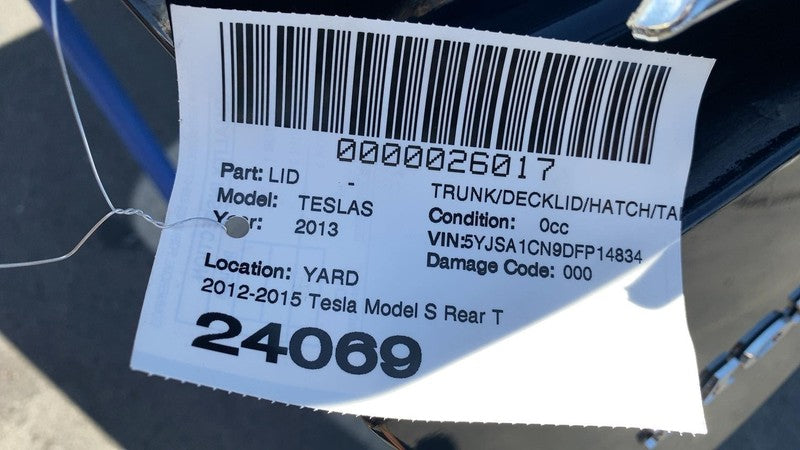 0000026017
Part: LID - TRUNK/DECKLID/HATCH/TAI
Model: TESLAS Condition: 0cc
Year: 2013 VIN:5YJSA1CN9DFP14834
Damage Code: 000
Location: YARD
2012-2015 Tesla Model S Rear T
24069